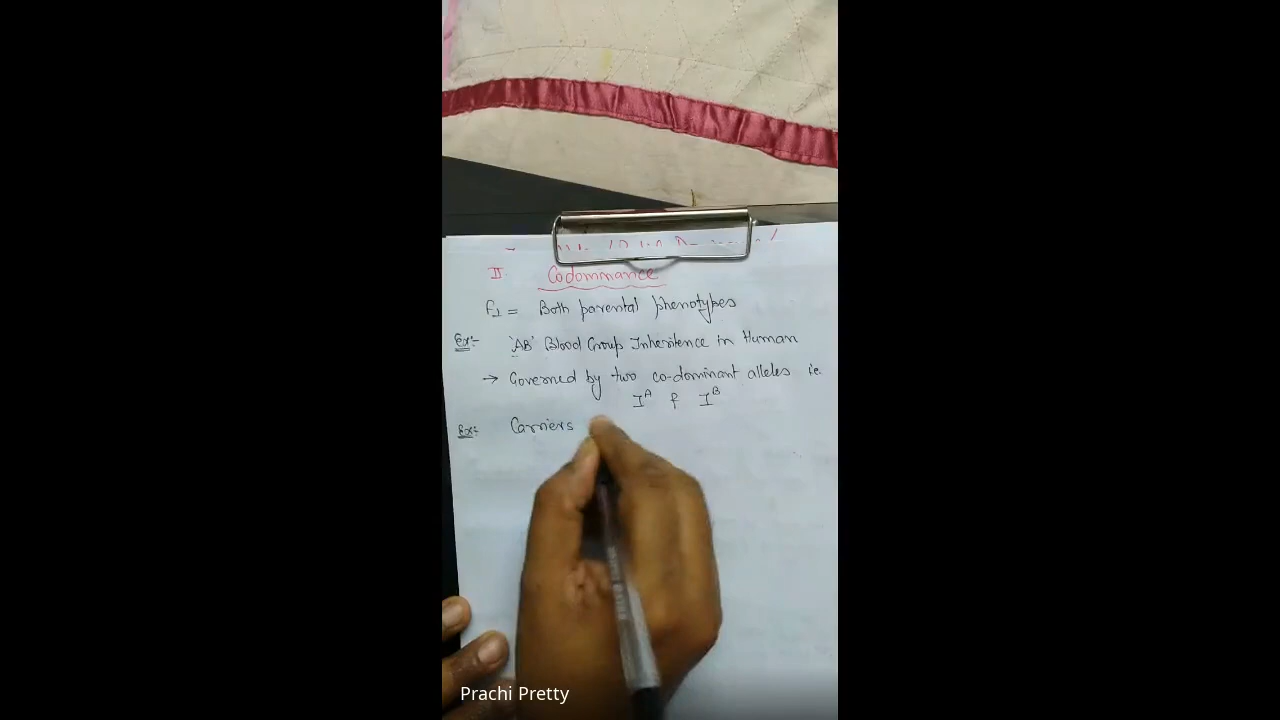 II. Codominance
F1 = Both parental phenotypes
Ex:- 'AB' Blood Group Inheritence in Human
→ Governed by two co-dominant alleles i.e.
I^A & I^B
Ex:- Carriers
Prachi Pretty